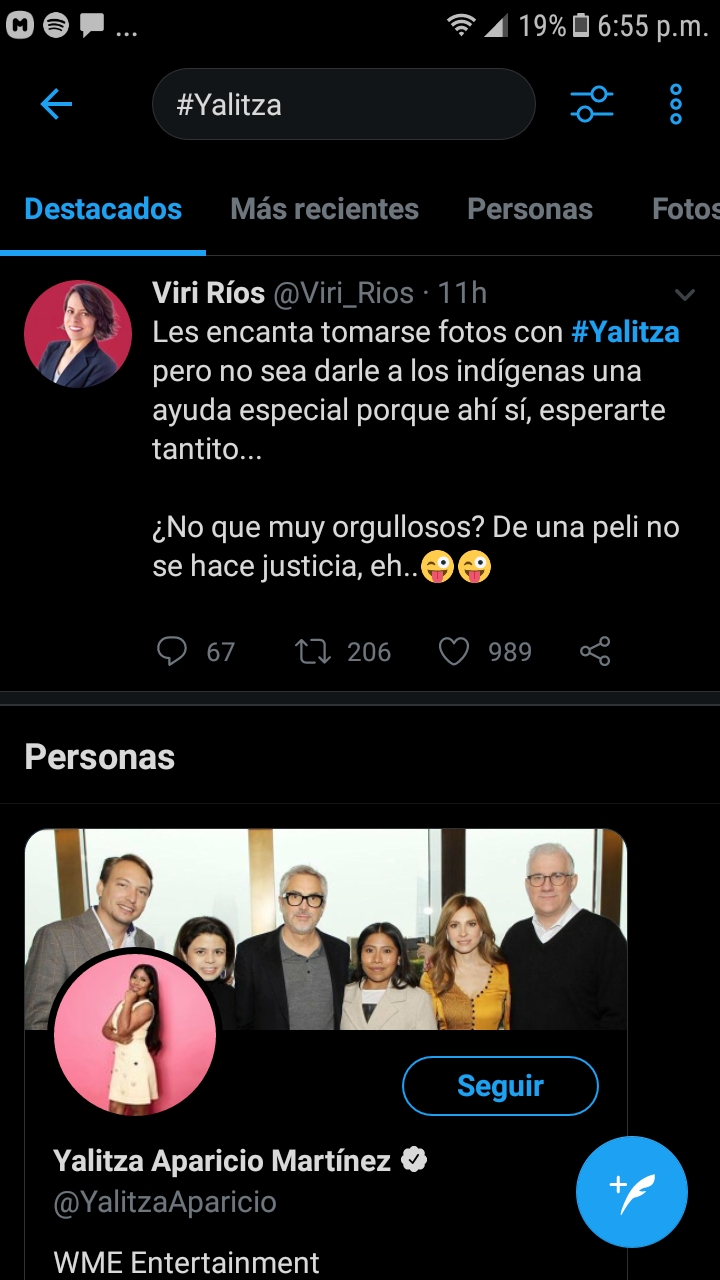 19% 6:55 p.m.
#Yalitza
Destacados Más recientes Personas Fotos
Viri Ríos @Viri_Rios · 11h
Les encanta tomarse fotos con #Yalitza
pero no sea darle a los indígenas una
ayuda especial porque ahí sí, esperarte
tantito...
¿No que muy orgullosos? De una peli no
se hace justicia, eh..😜😜
67 206 989
Personas
Seguir
Yalitza Aparicio Martínez
@YalitzaAparicio
WME Entertainment